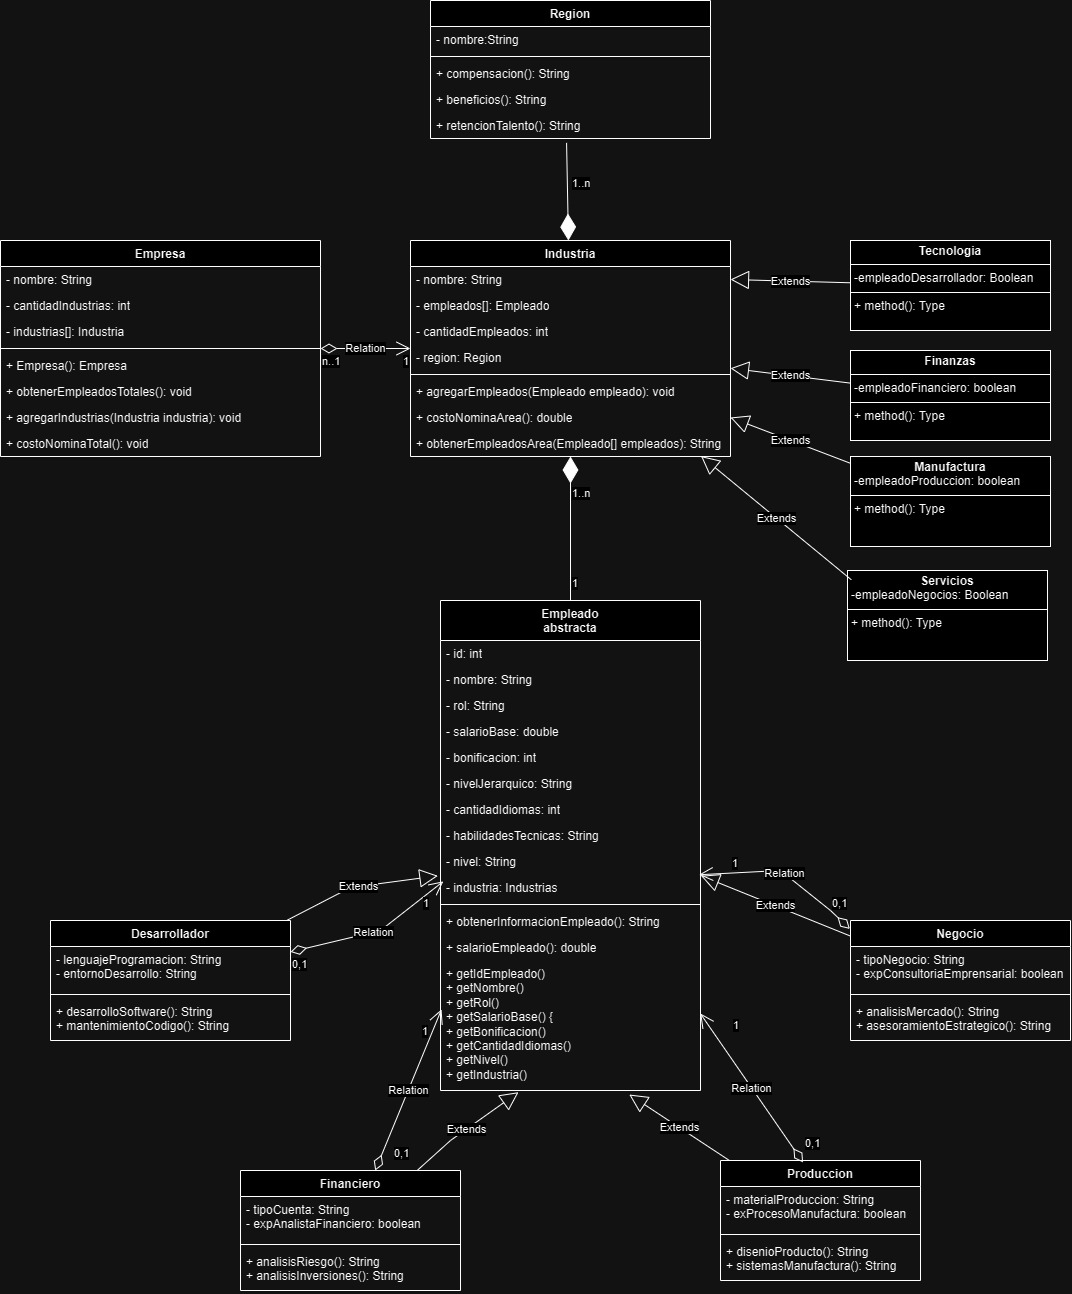 Region
- nombre:String
+ compensacion(): String
+ beneficios(): String
+ retencionTalento(): String
1..n
Empresa
- nombre: String
- cantidadIndustrias: int
- industrias[]: Industria
+ Empresa(): Empresa
+ obtenerEmpleadosTotales(): void
+ agregarIndustrias(Industria industria): void
+ costoNominaTotal(): void
Relation
n..1
1
Industria
- nombre: String
- empleados[]: Empleado
- cantidadEmpleados: int
- region: Region
+ agregarEmpleados(Empleado empleado): void
+ costoNominaArea(): double
+ obtenerEmpleadosArea(Empleado[] empleados): String
Extends
Tecnologia
-empleadoDesarrollador: Boolean
+ method(): Type
Extends
Finanzas
-empleadoFinanciero: boolean
+ method(): Type
Extends
Manufactura
-empleadoProduccion: boolean
+ method(): Type
Extends
Servicios
-empleadoNegocios: Boolean
+ method(): Type
1..n
1
Empleado
abstracta
- id: int
- nombre: String
- rol: String
- salarioBase: double
- bonificacion: int
- nivelJerarquico: String
- cantidadIdiomas: int
- habilidadesTecnicas: String
- nivel: String
- industria: Industrias
+ obtenerInformacionEmpleado(): String
+ salarioEmpleado(): double
+ getIdEmpleado()
+ getNombre()
+ getRol()
+ getSalarioBase() {
+ getBonificacion()
+ getCantidadIdiomas()
+ getNivel()
+ getIndustria()
Extends
1
Relation
0,1
Desarrollador
- lenguajeProgramacion: String
- entornoDesarrollo: String
+ desarrolloSoftware(): String
+ mantenimientoCodigo(): String
1
Relation
Extends
0,1
Negocio
- tipoNegocio: String
- expConsultoriaEmprensarial: boolean
+ analisisMercado(): String
+ asesoramientoEstrategico(): String
1
Relation
0,1
Extends
Financiero
- tipoCuenta: String
- expAnalistaFinanciero: boolean
+ analisisRiesgo(): String
+ analisisInversiones(): String
1
Relation
Extends
0,1
Produccion
- materialProduccion: String
- exProcesoManufactura: boolean
+ disenioProducto(): String
+ sistemasManufactura(): String